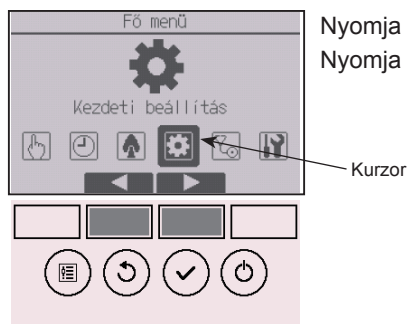 Fő menü
Nyomja
Nyomja
Kezdeti beállítás
Kurzor